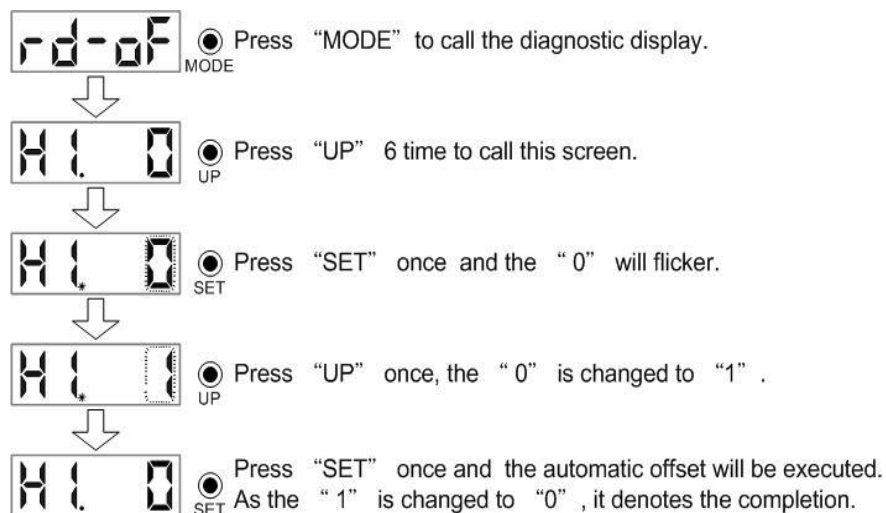 rd-oF
Press “MODE” to call the diagnostic display.
MODE
H1. 0
Press “UP” 6 time to call this screen.
UP
H1. 0
Press “SET” once and the “0” will flicker.
SET
H1. 1
Press “UP” once, the “0” is changed to “1”.
UP
H1. 0
Press “SET” once and the automatic offset will be executed.
SET As the “1” is changed to “0”, it denotes the completion.